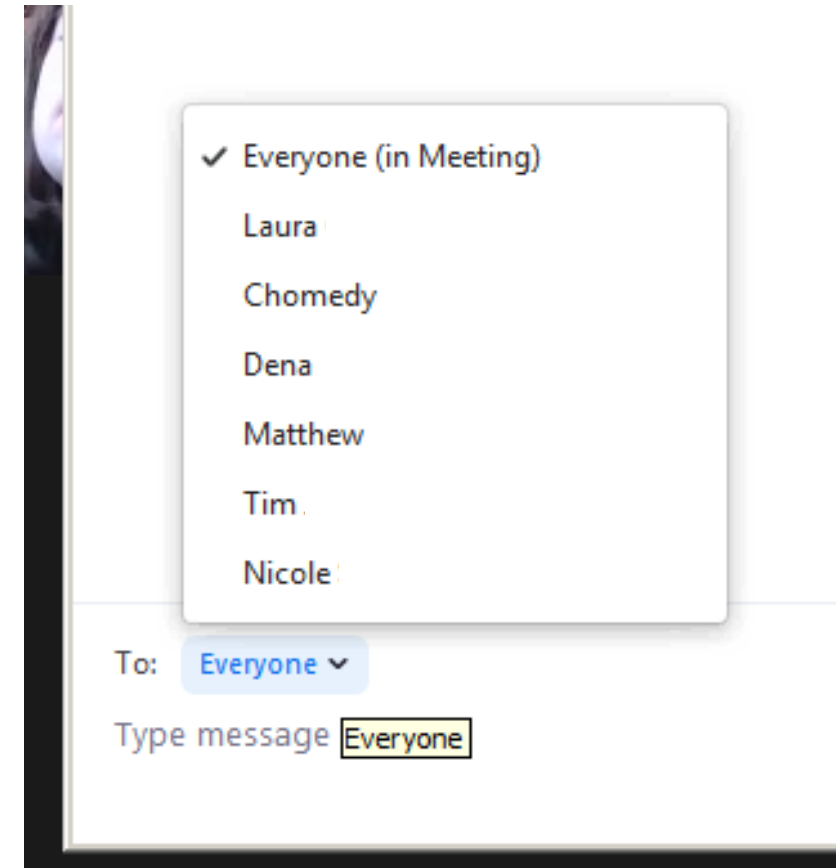 Everyone (in Meeting)
Laura
Chomedy
Dena
Matthew
Tim
Nicole
To: Everyone
Type message Everyone